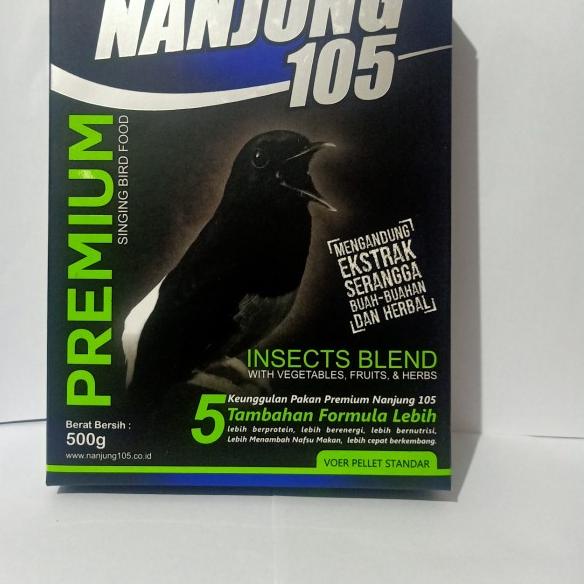 NANJUNG
105
PREMIUM
SINGING BIRD FOOD
MENGANDUNG
EKSTRAK
SERANGGA
BUAH-BUAHAN
DAN HERBAL
INSECTS BLEND
WITH VEGETABLES, FRUITS, & HERBS
5
Keunggulan Pakan Premium Nanjung 105
Tambahan Formula Lebih
lebih berprotein, lebih berenergi, lebih bernutrisi,
Lebih Menambah Nafsu Makan, lebih cepat berkembang.
Berat Bersih :
500g
www.nanjung105.co.id
VOER PELLET STANDAR